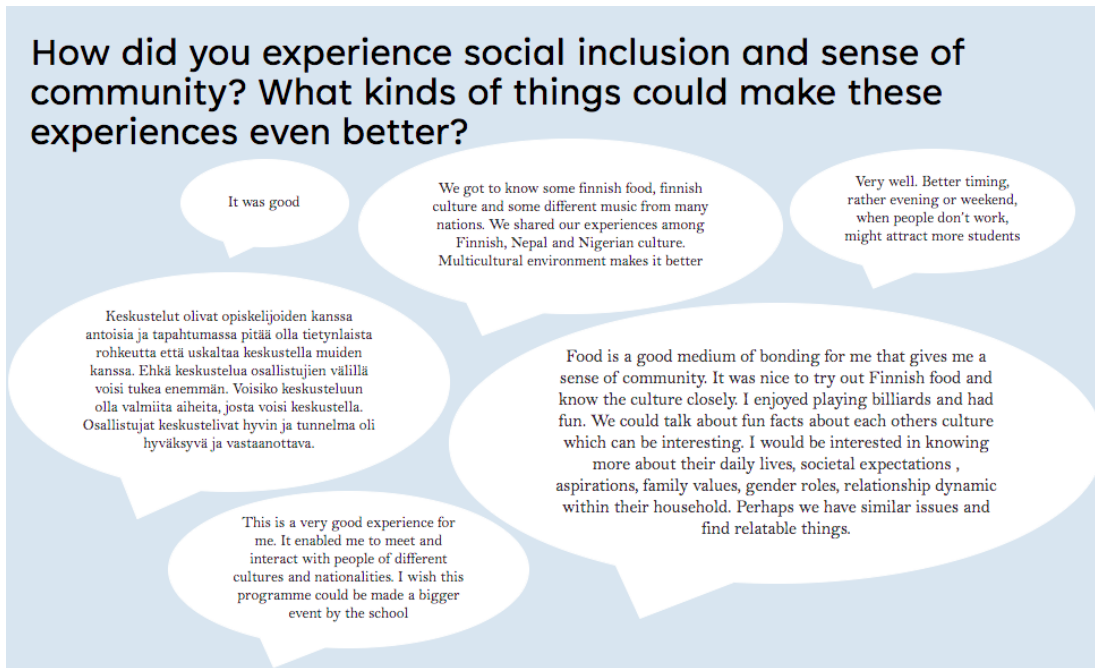 How did you experience social inclusion and sense of
community? What kinds of things could make these
experiences even better?
It was good
We got to know some finnish food, finnish
culture and some different music from many
nations. We shared our experiences among
Finnish, Nepal and Nigerian culture.
Multicultural environment makes it better
Very well. Better timing,
rather evening or weekend,
when people don't work,
might attract more students
Keskustelut olivat opiskelijoiden kanssa
antoisia ja tapahtumassa pitää olla tietynlaista
rohkeutta että uskaltaa keskustella muiden
kanssa. Ehkä keskustelua osallistujien välillä
voisi tukea enemmän. Voisiko keskusteluun
olla valmiita aiheita, josta voisi keskustella.
Osallistujat keskustelivat hyvin ja tunnelma oli
hyväksyvä ja vastaanottava.
Food is a good medium of bonding for me that gives me a
sense of community. It was nice to try out Finnish food and
know the culture closely. I enjoyed playing billiards and had
fun. We could talk about fun facts about each others culture
which can be interesting. I would be interested in knowing
more about their daily lives, societal expectations ,
aspirations, family values, gender roles, relationship dynamic
within their household. Perhaps we have similar issues and
find relatable things.
This is a very good experience for
me. It enabled me to meet and
interact with people of different
cultures and nationalities. I wish this
programme could be made a bigger
event by the school